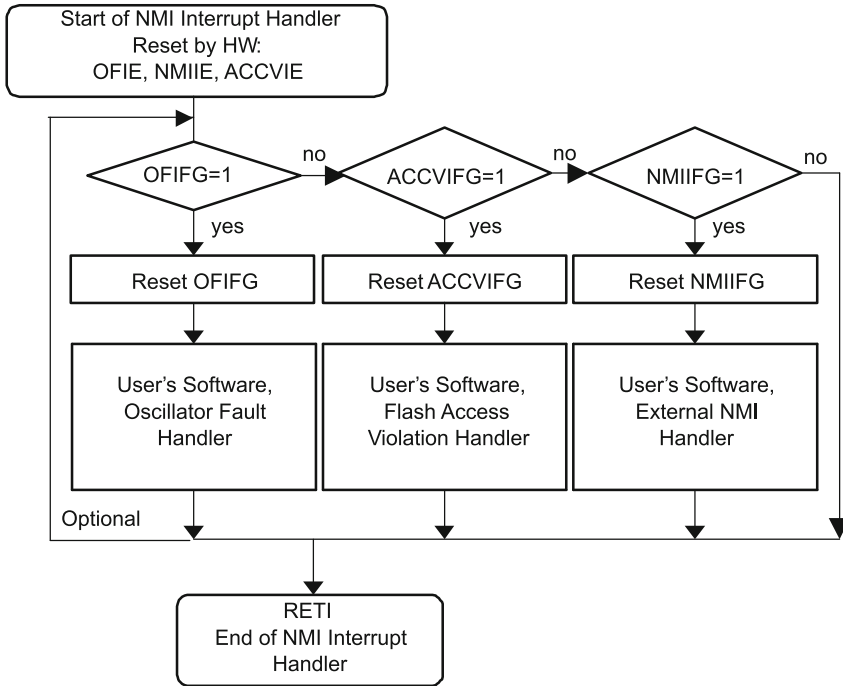 Start of NMI Interrupt Handler
Reset by HW:
OFIE, NMIIE, ACCVIE
OFIFG=1
no
ACCVIFG=1
no
NMIIFG=1
no
yes
yes
yes
Reset OFIFG
Reset ACCVIFG
Reset NMIIFG
User's Software,
Oscillator Fault
Handler
User's Software,
Flash Access
Violation Handler
User's Software,
External NMI
Handler
Optional
RETI
End of NMI Interrupt
Handler